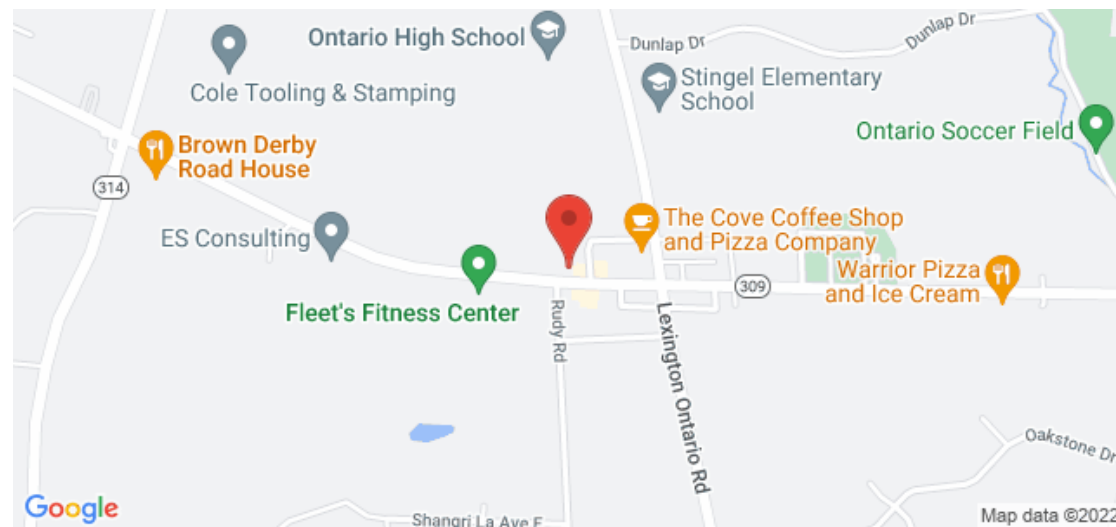 Ontario High School
Dunlap Dr
Dunlap Dr
Cole Tooling & Stamping
Stingel Elementary
School
Ontario Soccer Field
Brown Derby
Road House
314
ES Consulting
The Cove Coffee Shop
and Pizza Company
Warrior Pizza
and Ice Cream
309
Fleet's Fitness Center
Rudy Rd
Lexington Ontario Rd
Oakstone Dr
Google
Shangri La Ave E
Map data ©2022